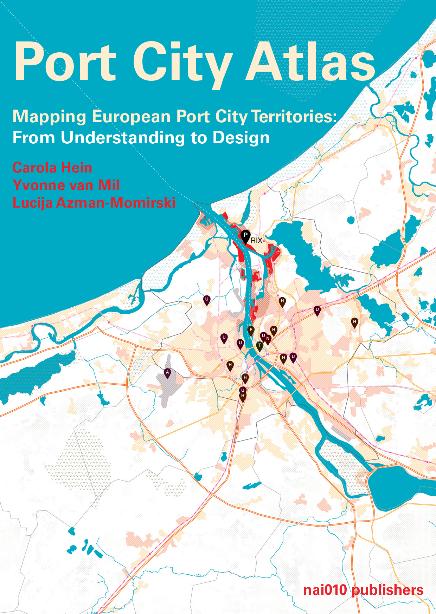 Port City Atlas
Mapping European Port City Territories:
From Understanding to Design
Carola Hein
Yvonne van Mil
Lucija Azman-Momirski
RIX
nai010 publishers